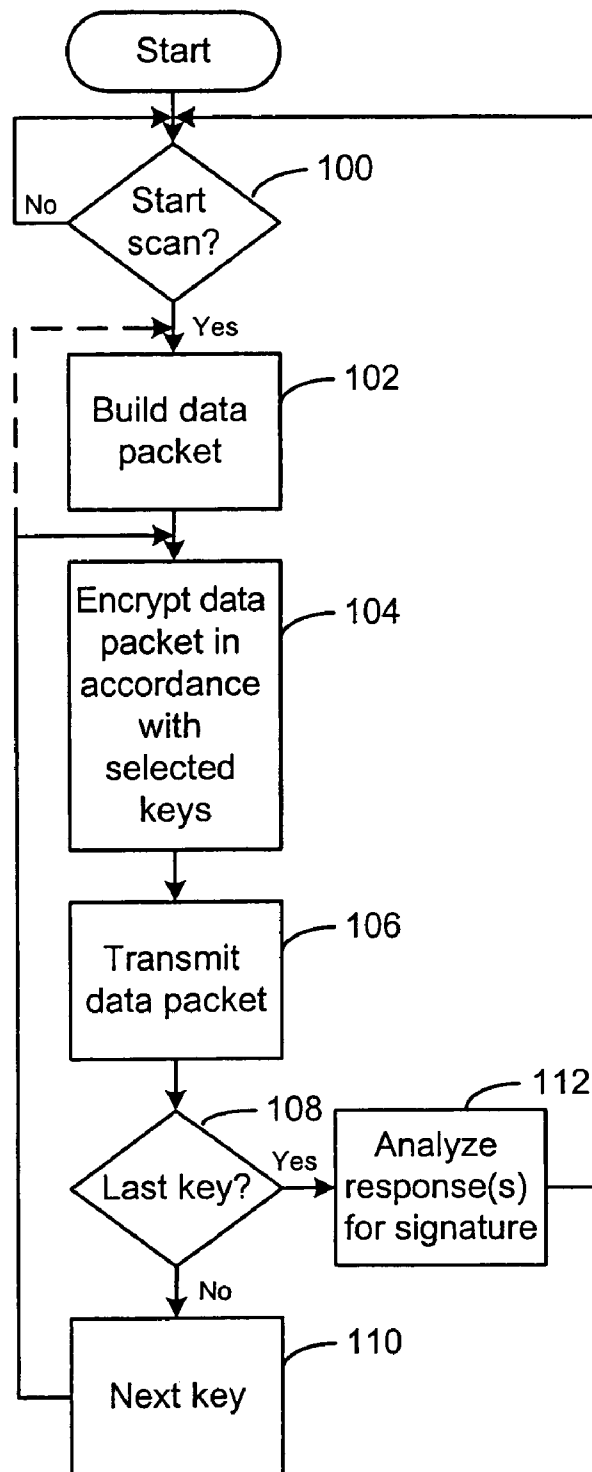 Start
100
Start
scan?
No
Yes
102
Build data
packet
104
Encrypt data
packet in
accordance
with
selected
keys
106
Transmit
data packet
108
112
Last key?
Yes
Analyze
response(s)
for signature
No
110
Next key